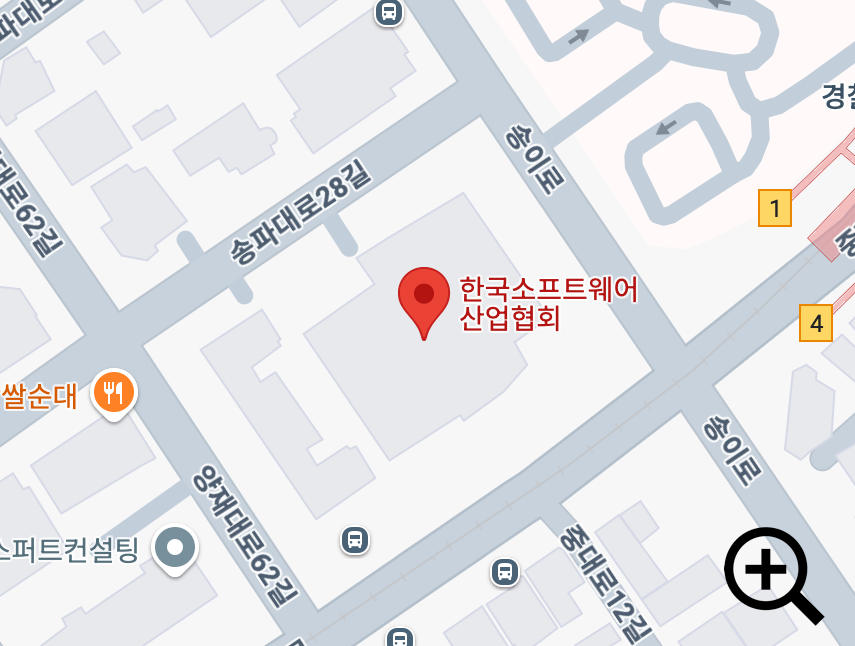 파대로
송이로
경찰
1
대로62길
송파대로28길
한국소프트웨어
산업협회
4
쌀순대
송이로
양재대로62길
스퍼트컨설팅
중대로12길